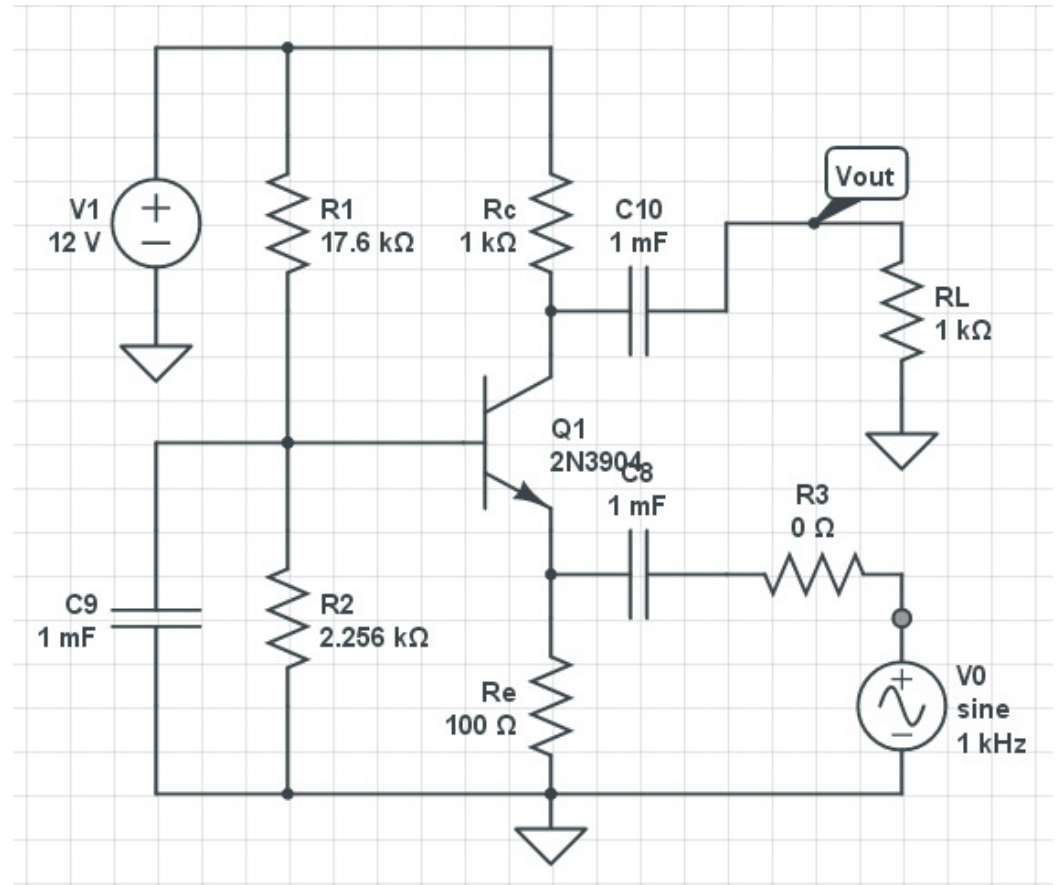 Vout
V1
12 V
R1
17.6 kΩ
Rc
1 kΩ
C10
1 mF
RL
1 kΩ
Q1
2N3904
C8
1 mF
R3
0 Ω
C9
1 mF
R2
2.256 kΩ
Re
100 Ω
V0
sine
1 kHz